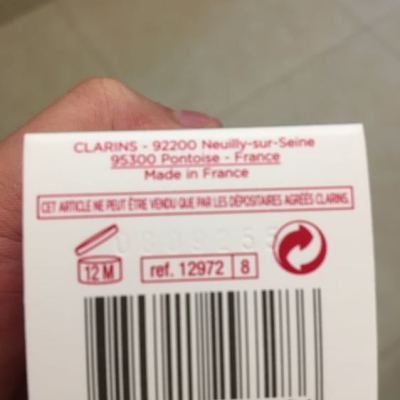 CLARINS - 92200 Neuilly-sur-Seine
95300 Pontoise - France
Made in France
CET ARTICLE NE PEUT ÊTRE VENDU QUE PAR LES DÉPOSITAIRES AGRÉÉS CLARINS.
12 M ref. 12972 8